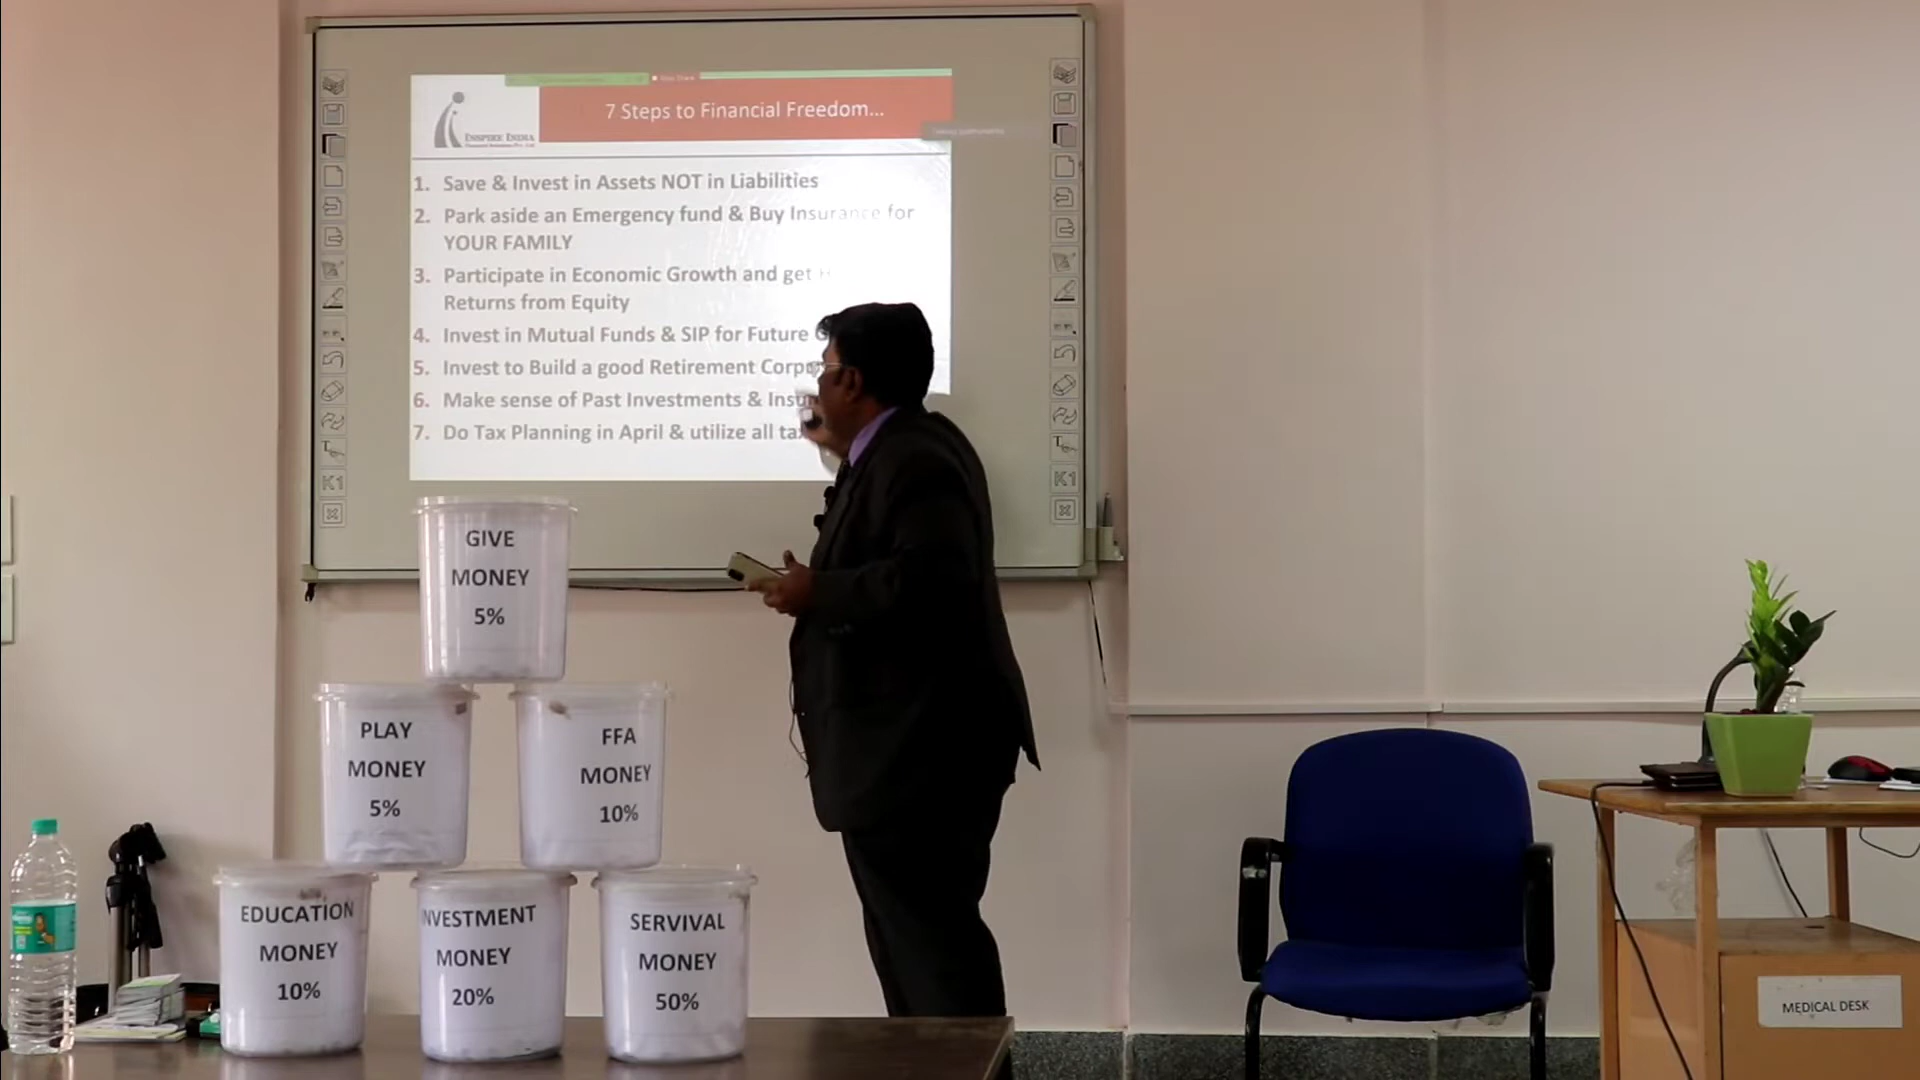 7 Steps to Financial Freedom...
INSPIRE INDIA
1. Save & Invest in Assets NOT in Liabilities
2. Park aside an Emergency fund & Buy Insurance for
YOUR FAMILY
3. Participate in Economic Growth and get
Returns from Equity
4. Invest in Mutual Funds & SIP for Future
5. Invest to Build a good Retirement
6. Make sense of Past Investments &
7. Do Tax Planning in April & utilize all
K1
K1
GIVE
MONEY
5%
PLAY
MONEY
5%
FFA
MONEY
10%
EDUCATION
MONEY
10%
NVESTMENT
MONEY
20%
SERVIVAL
MONEY
50%
MEDICAL DESK